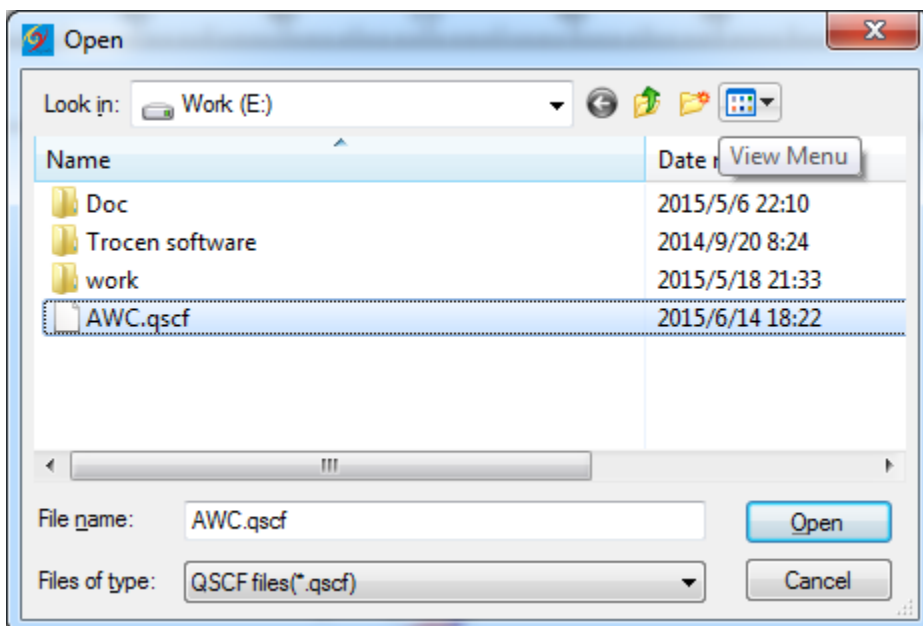 Open
Look in: Work (E:)
Name Date r View Menu
Doc 2015/5/6 22:10
Trocen software 2014/9/20 8:24
work 2015/5/18 21:33
AWC.qscf 2015/6/14 18:22
File name: AWC.qscf Open
Files of type: QSCF files(*.qscf) Cancel